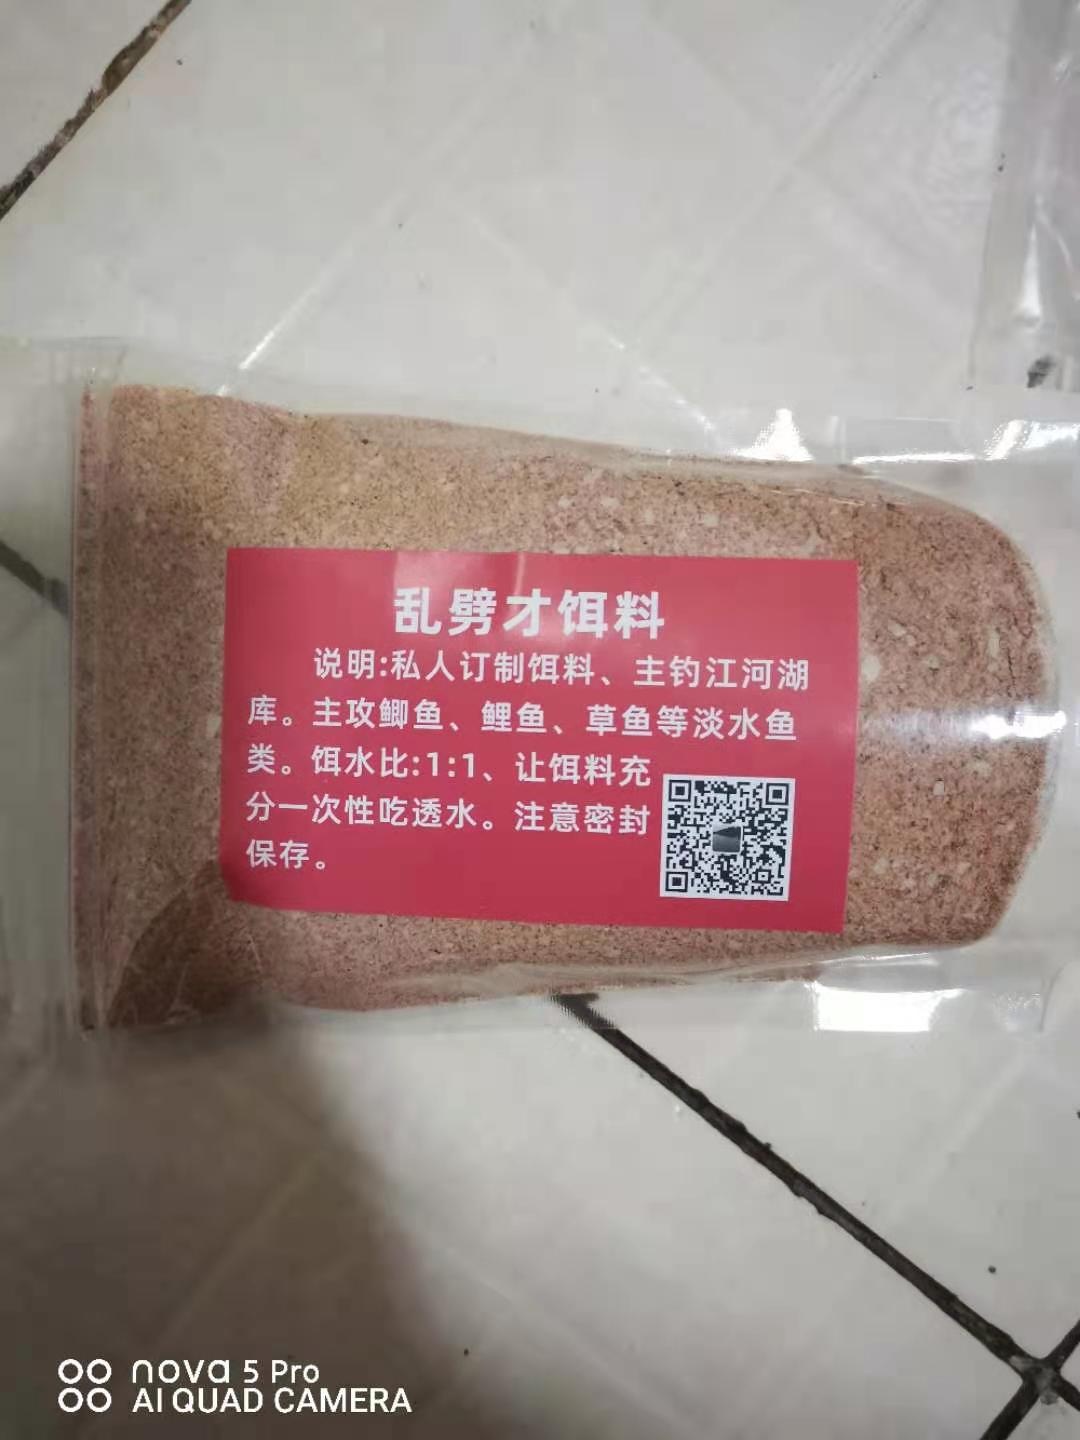 乱劈才饵料
说明:私人订制饵料、主钓江河湖
库。主攻鲫鱼、鲤鱼、草鱼等淡水鱼
类。饵水比:1:1、让饵料充
分一次性吃透水。注意密封
保存。
nova 5 Pro
AI QUAD CAMERA